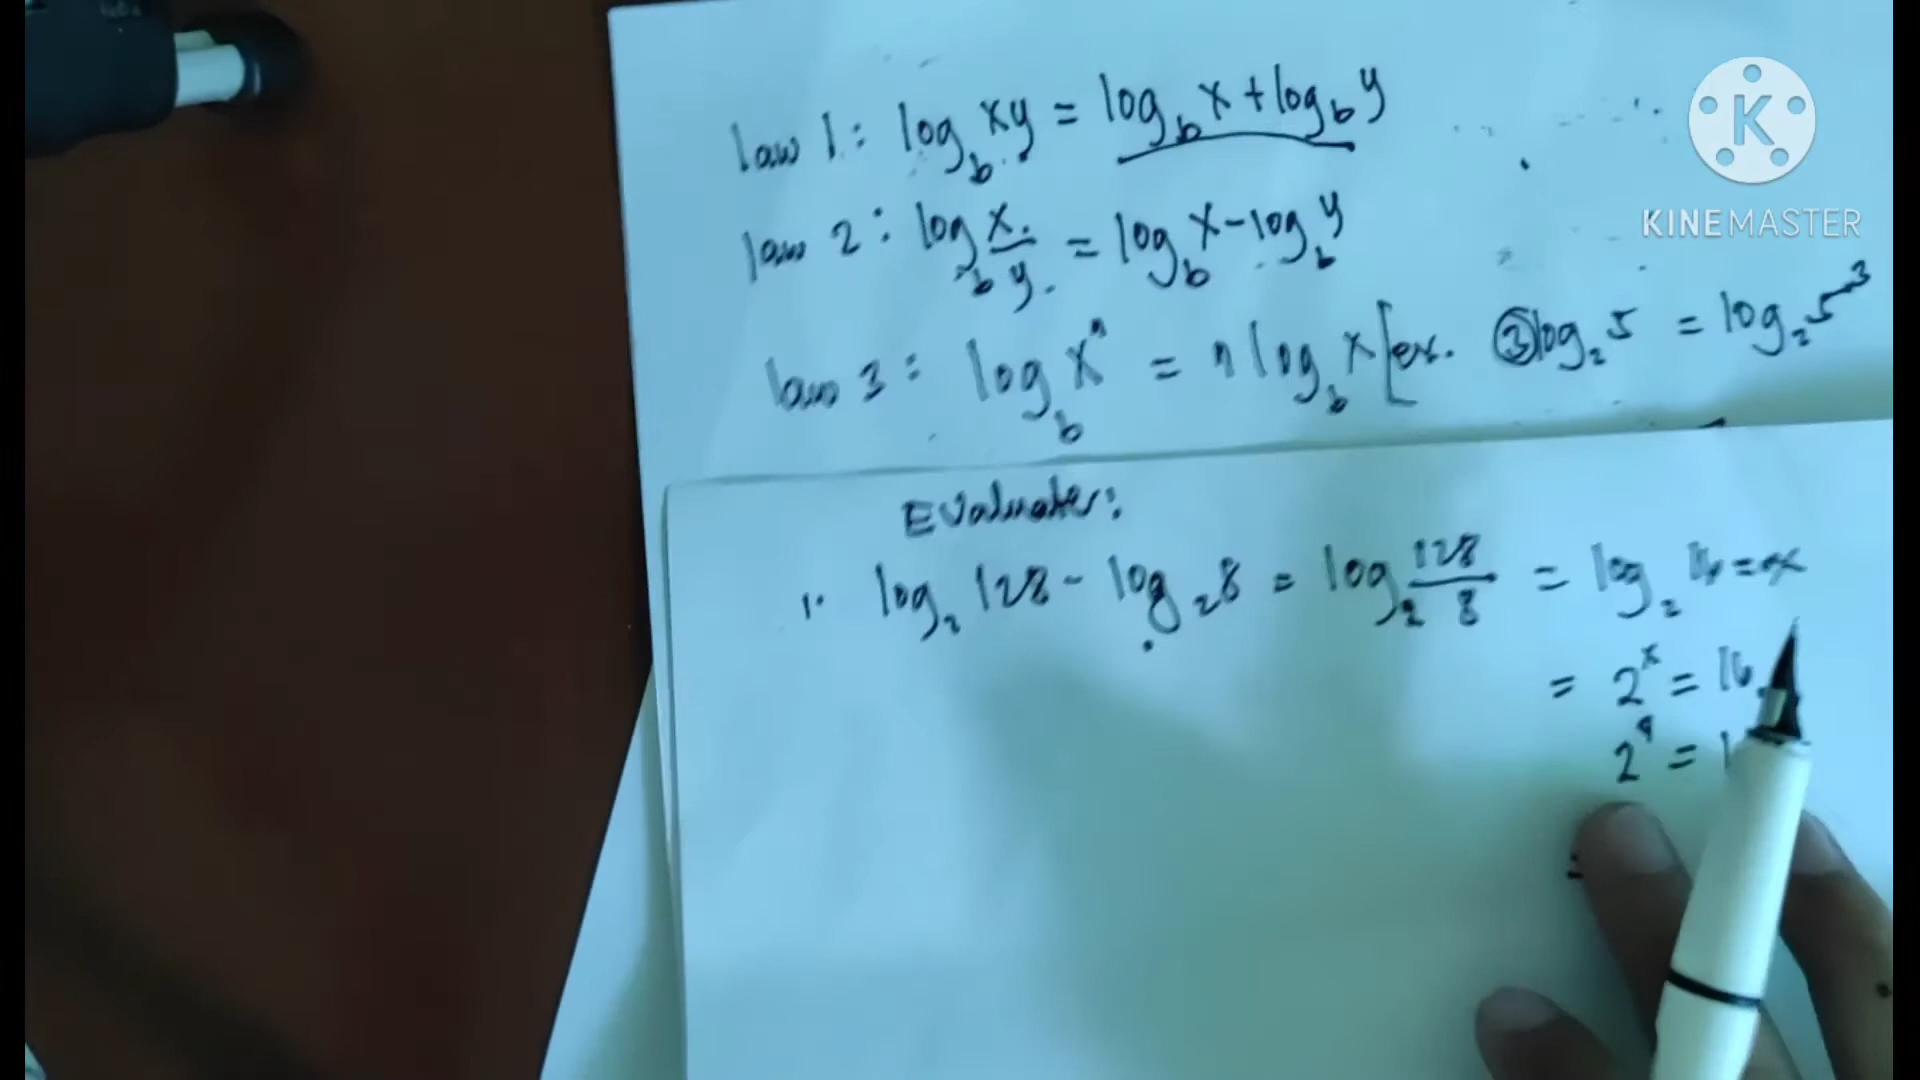 law 1: log_b xy = log_b x + log_b y
law 2: log_b x/y = log_b x - log_b y
law 3: log_b x^n = n log_b x [ex. ③log_2 5 = log_2 5^3
Evaluate:
1. log_2 128 - log_2 8 = log_2 128/8 = log_2 16 = x
= 2^x = 16
2^4 = 1
K
KINEMASTER